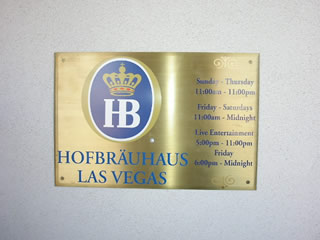 HB
HOFBRÄUHAUS
LAS VEGAS
Sunday - Thursday
11:00am - 11:00pm
Friday - Saturdays
11:00am - Midnight
Live Entertainment
5:00pm - 11:00pm
Friday
6:00pm - Midnight